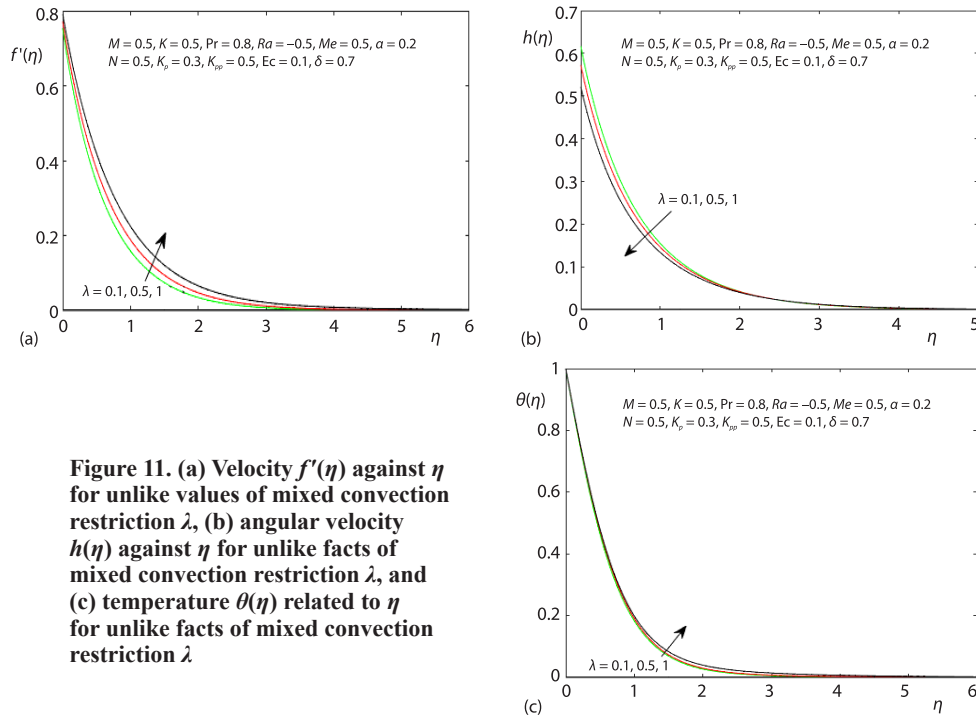 0.8
f'(η)
0.6
0.4
0.2
0
M = 0.5, K = 0.5, Pr = 0.8, Ra = −0.5, Me = 0.5, α = 0.2
N = 0.5, Kp = 0.3, Kpp = 0.5, Ec = 0.1, δ = 0.7
λ = 0.1, 0.5, 1
0 1 2 3 4 5 6
(a) η
0.7
h(η)
0.6
0.5
0.4
0.3
0.2
0.1
0
M = 0.5, K = 0.5, Pr = 0.8, Ra = −0.5, Me = 0.5, α = 0.2
N = 0.5, Kp = 0.3, Kpp = 0.5, Ec = 0.1, δ = 0.7
λ = 0.1, 0.5, 1
0 1 2 3 4 5
(b) η
1
θ(η)
0.8
0.6
0.4
0.2
0
M = 0.5, K = 0.5, Pr = 0.8, Ra = −0.5, Me = 0.5, α = 0.2
N = 0.5, Kp = 0.3, Kpp = 0.5, Ec = 0.1, δ = 0.7
λ = 0.1, 0.5, 1
0 1 2 3 4 5 6
(c) η
Figure 11. (a) Velocity f'(η) against η
for unlike values of mixed convection
restriction λ, (b) angular velocity
h(η) against η for unlike facts of
mixed convection restriction λ, and
(c) temperature θ(η) related to η
for unlike facts of mixed convection
restriction λ